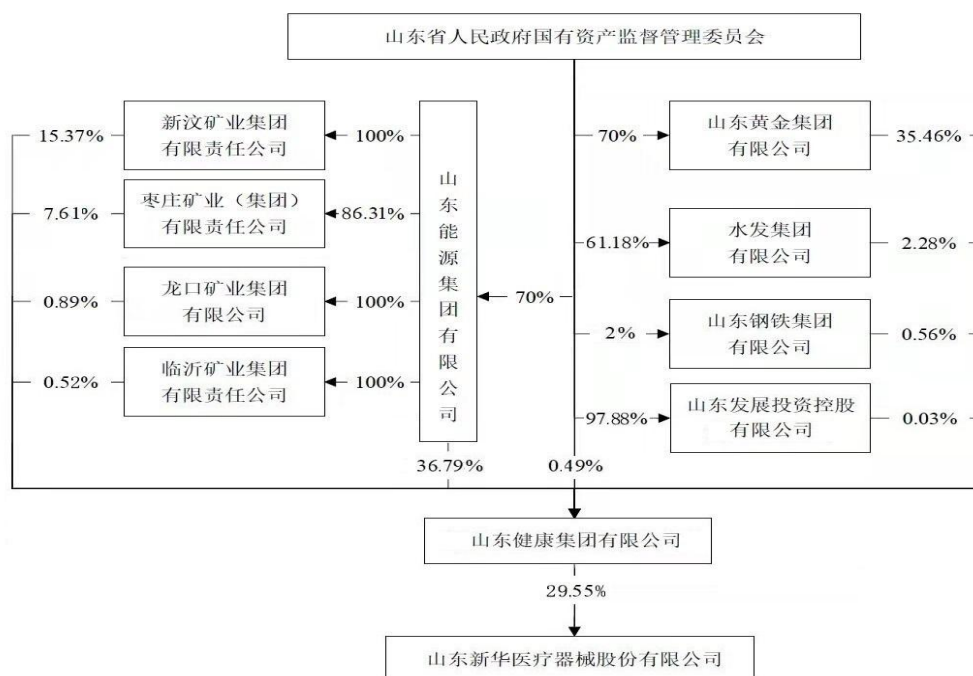 山东省人民政府国有资产监督管理委员会
15.37%
新汶矿业集团
有限责任公司
100%
70%
山东黄金集团
有限公司
35.46%
7.61%
枣庄矿业（集团）
有限责任公司
86.31%
山东能源集团有限公司
61.18%
水发集团
有限公司
2.28%
0.89%
龙口矿业集团
有限公司
100%
70%
2%
山东钢铁集团
有限公司
0.56%
0.52%
临沂矿业集团
有限责任公司
100%
97.88%
山东发展投资控股
有限公司
0.03%
36.79%
0.49%
山东健康集团有限公司
29.55%
山东新华医疗器械股份有限公司